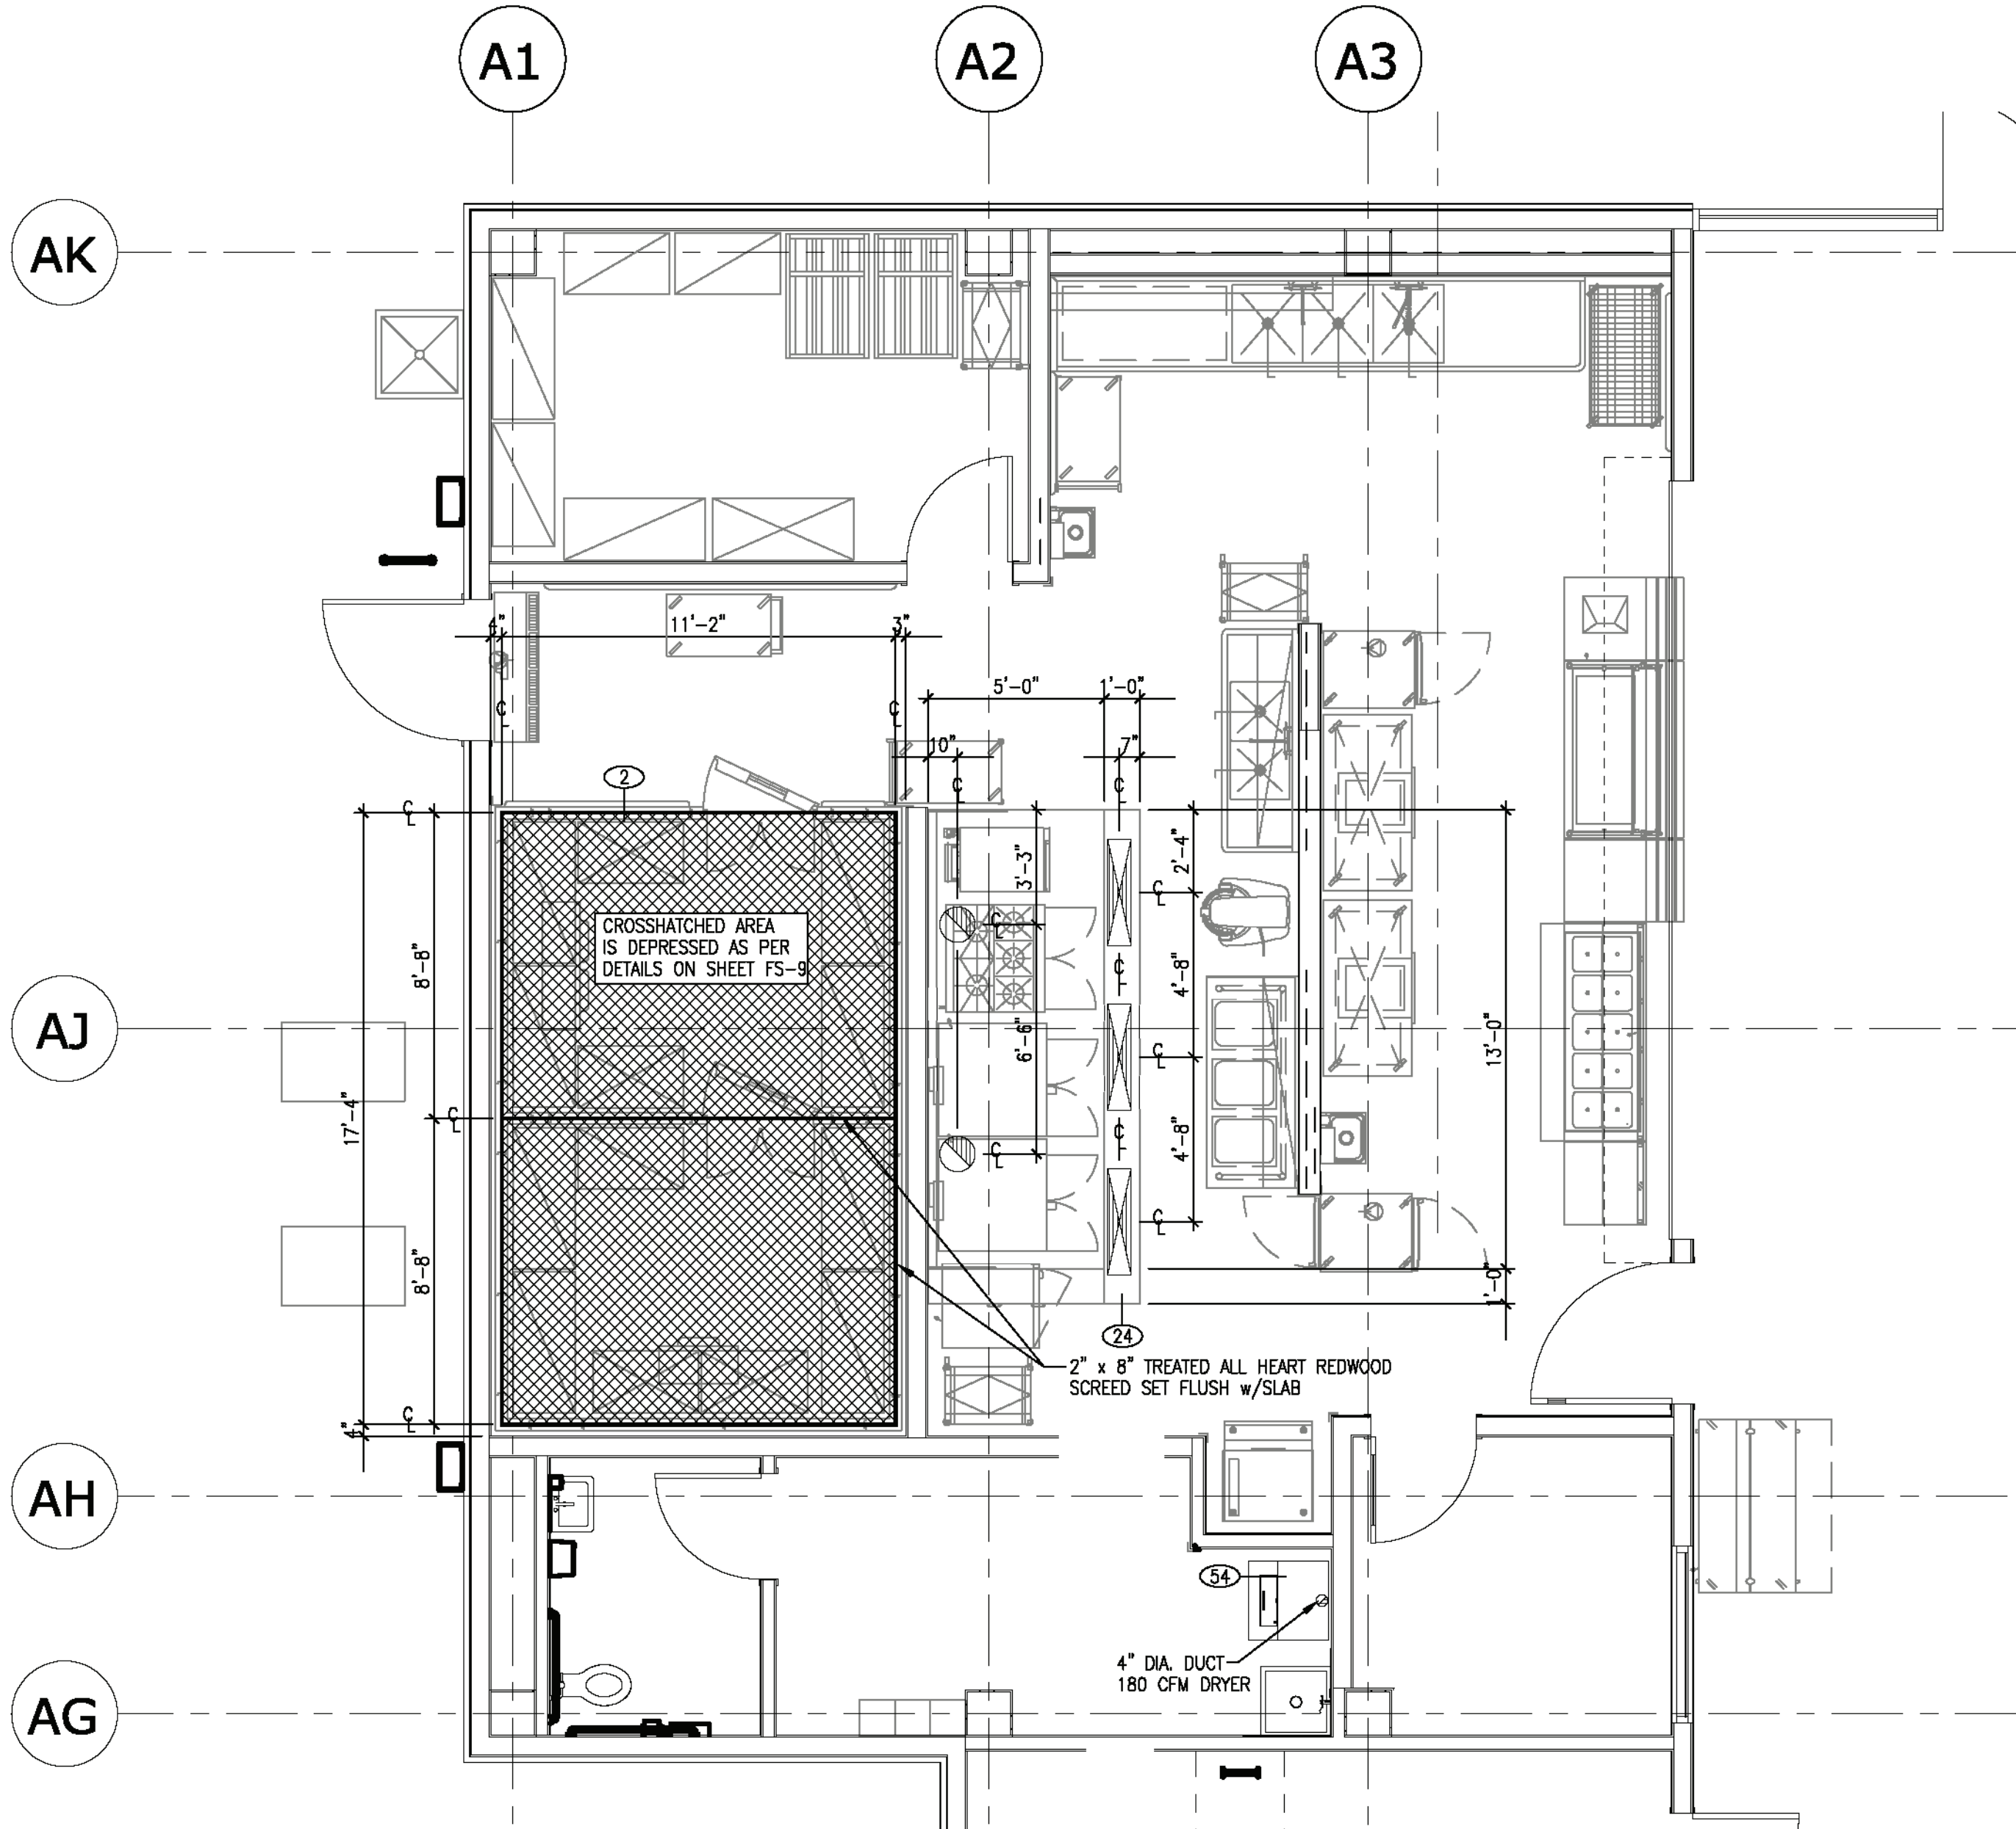 A1
A2
A3
AK
4"
11'-2"
3"
5'-0"
1'-0"
10"
7"
2
CROSSHATCHED AREA
IS DEPRESSED AS PER
DETAILS ON SHEET FS-9
8'-8"
17'-4"
8'-8"
4"
3'-3"
6'-6"
2'-4"
4'-8"
4'-8"
13'-0"
1'-0"
AJ
24
2" x 8" TREATED ALL HEART REDWOOD
SCREED SET FLUSH w/SLAB
AH
54
4" DIA. DUCT
180 CFM DRYER
AG